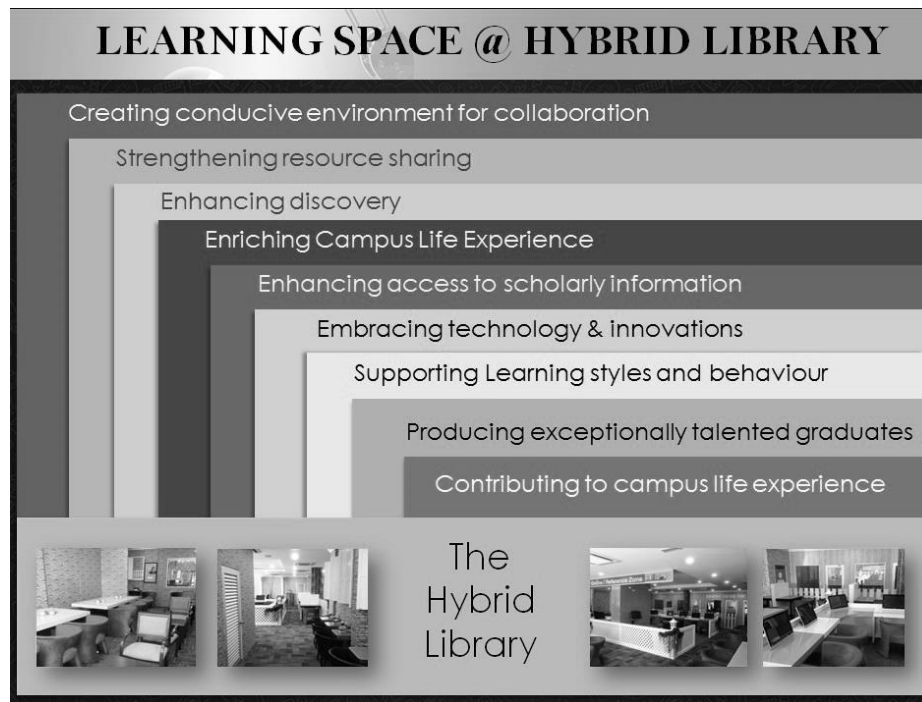 LEARNING SPACE @ HYBRID LIBRARY
Creating conducive environment for collaboration
Strengthening resource sharing
Enhancing discovery
Enriching Campus Life Experience
Enhancing access to scholarly information
Embracing technology & innovations
Supporting Learning styles and behaviour
Producing exceptionally talented graduates
Contributing to campus life experience
The
Hybrid
Library
Reference Zone